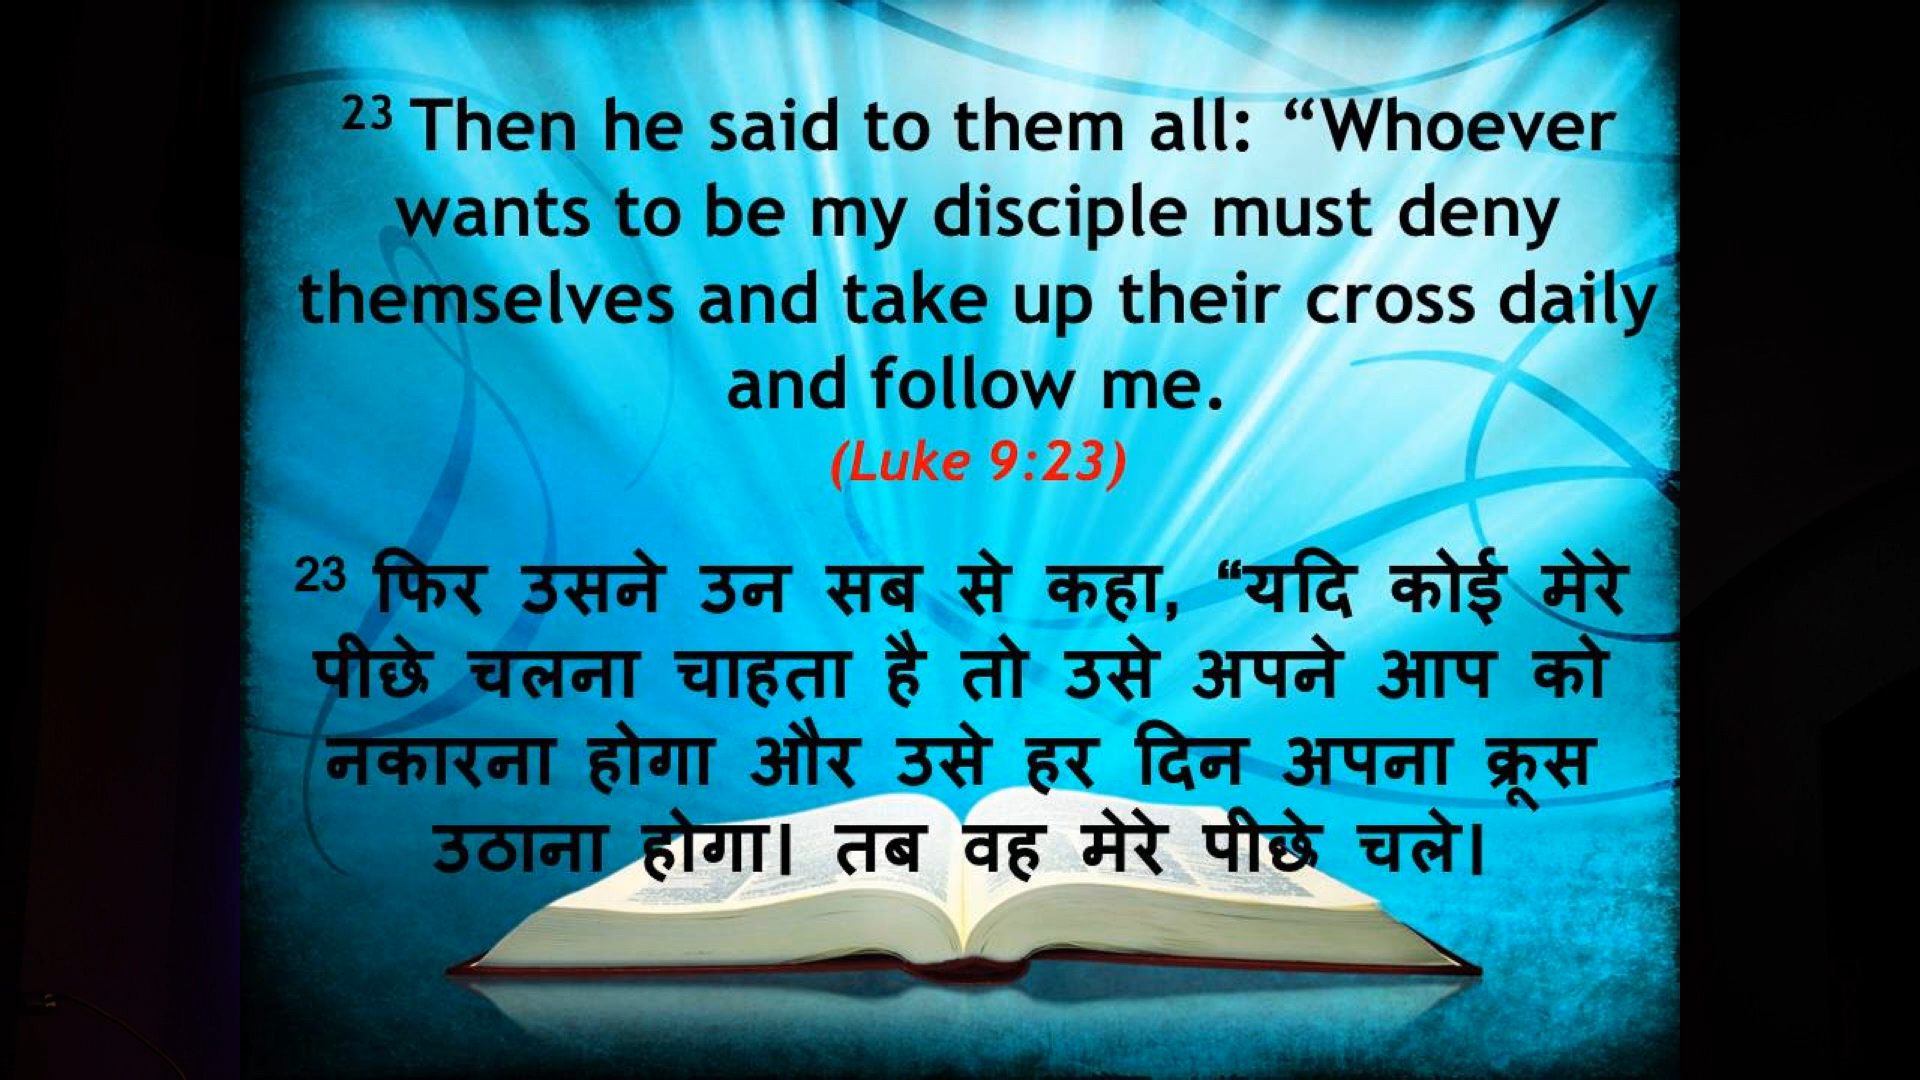 23 Then he said to them all: “Whoever
wants to be my disciple must deny
themselves and take up their cross daily
and follow me.
(Luke 9:23)
23 फिर उसने उन सब से कहा, “यदि कोई मेरे
पीछे चलना चाहता है तो उसे अपने आप को
नकारना होगा और उसे हर दिन अपना क्रूस
उठाना होगा। तब वह मेरे पीछे चले।